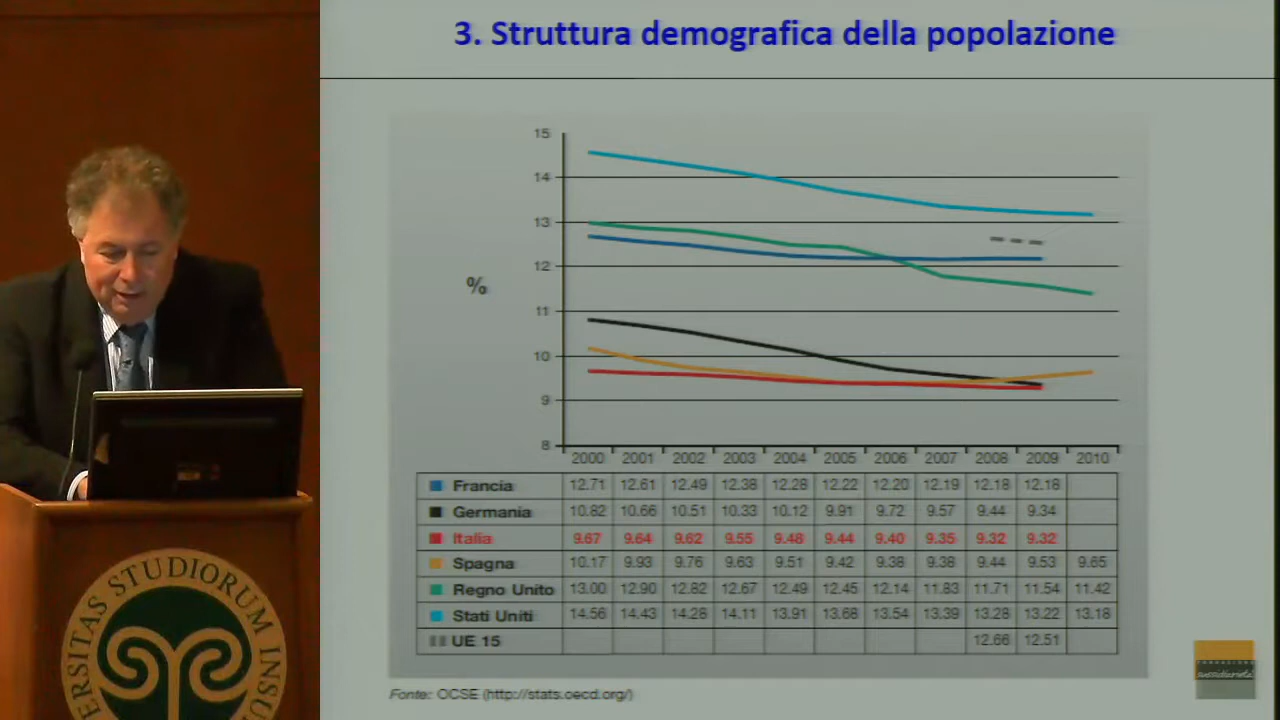 3. Struttura demografica della popolazione
15
14
13
12
%
11
10
9
8
2000 2001 2002 2003 2004 2005 2006 2007 2008 2009 2010
Francia 12.71 12.61 12.49 12.38 12.28 12.22 12.20 12.19 12.18 12.18
Germania 10.82 10.66 10.51 10.33 10.12 9.91 9.72 9.57 9.44 9.34
Italia 9.67 9.64 9.62 9.55 9.48 9.44 9.40 9.35 9.32 9.32
Spagna 10.17 9.93 9.76 9.63 9.51 9.42 9.38 9.38 9.44 9.53 9.65
Regno Unito 13.00 12.90 12.82 12.67 12.49 12.45 12.14 11.83 11.71 11.54 11.42
Stati Uniti 14.56 14.43 14.28 14.11 13.91 13.68 13.54 13.39 13.28 13.22 13.18
UE 15 12.66 12.51
Fonte: OCSE (http://stats.oecd.org/)
ERSITAS STUDIORUM INSU